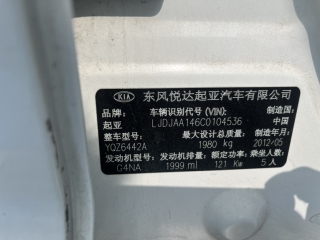 KIA 东风悦达起亚汽车有限公司
品牌: 车辆识别代号(VIN): 制造国:
起亚 LJDJAA146C0104536 中国
整车型号: 最大设计总质量: 制造年月:
YQZ6442A 1980 kg 2012/05
发动机型号: 发动机排量: 额定功率: 乘坐人数:
G4NA 1999 ml 121 Kw 5 人